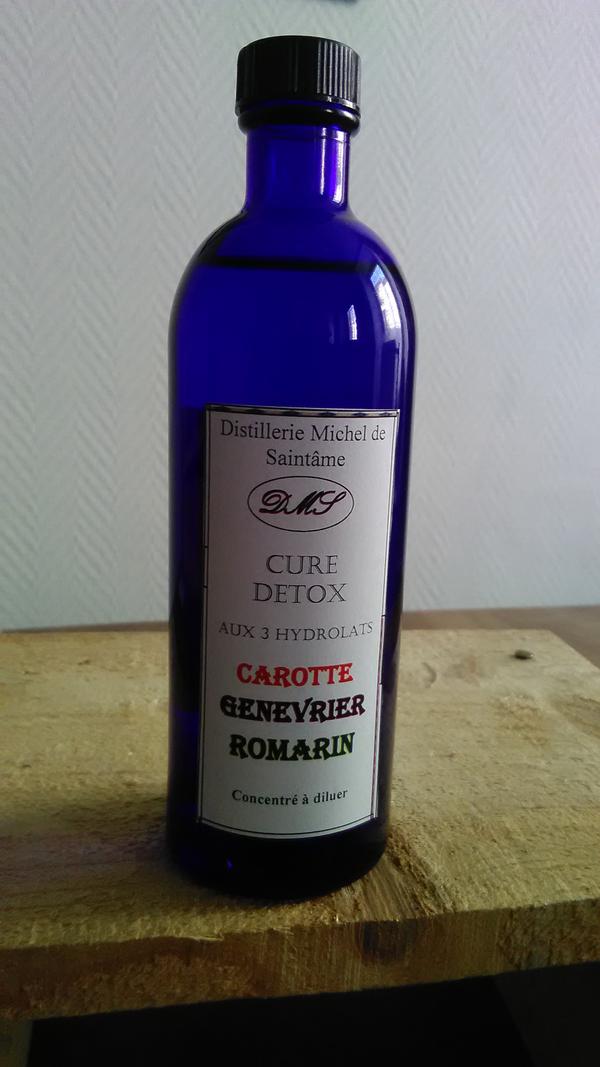 Distillerie Michel de
Saintâme
DMS
CURE
DETOX
AUX 3 HYDROLATS
CAROTTE
GENEVRIER
ROMARIN
Concentré à diluer